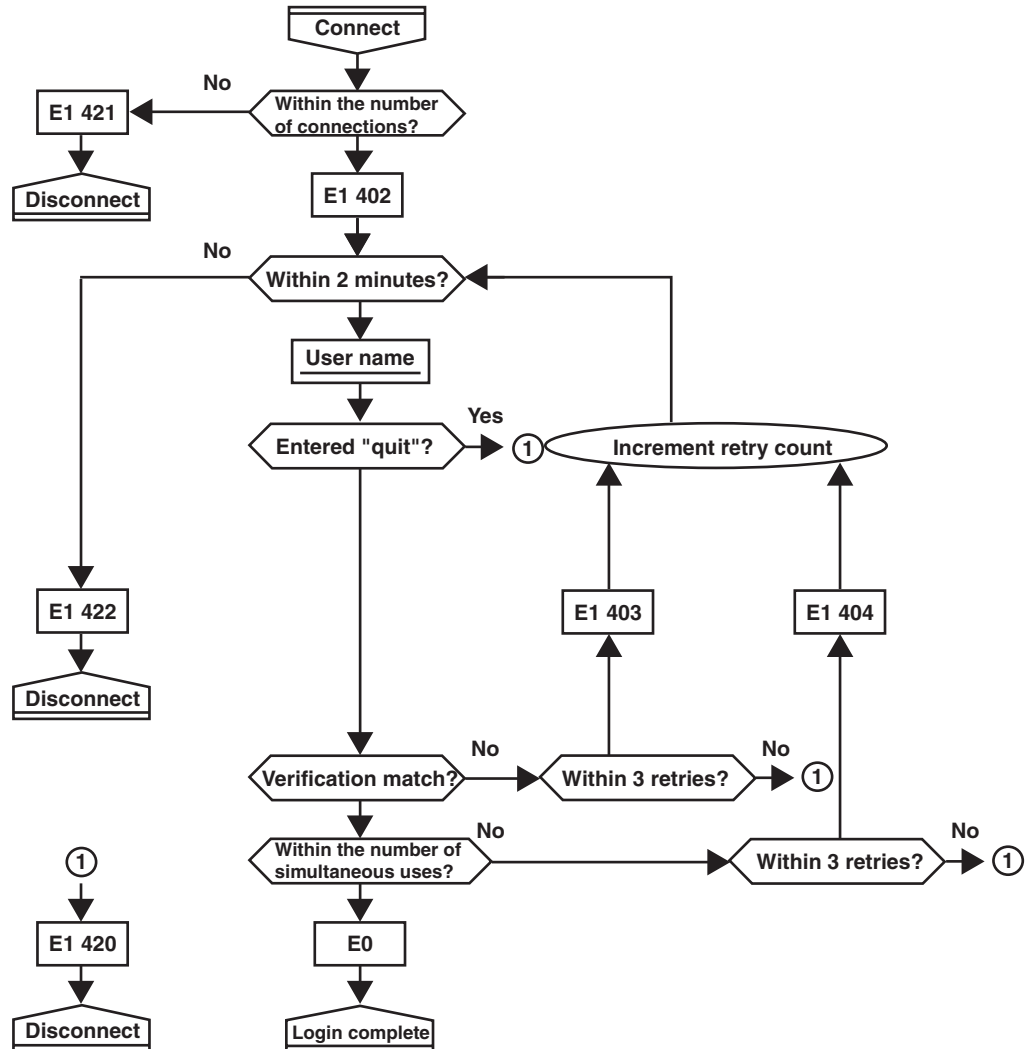 Connect
No
Within the number
of connections?
E1 421
Disconnect
E1 402
No
Within 2 minutes?
User name
Yes
Entered "quit"?
1
Increment retry count
E1 422
E1 403
E1 404
Disconnect
No
No
Verification match?
Within 3 retries?
1
No
Within the number of
simultaneous uses?
No
Within 3 retries?
1
1
E1 420
E0
Disconnect
Login complete